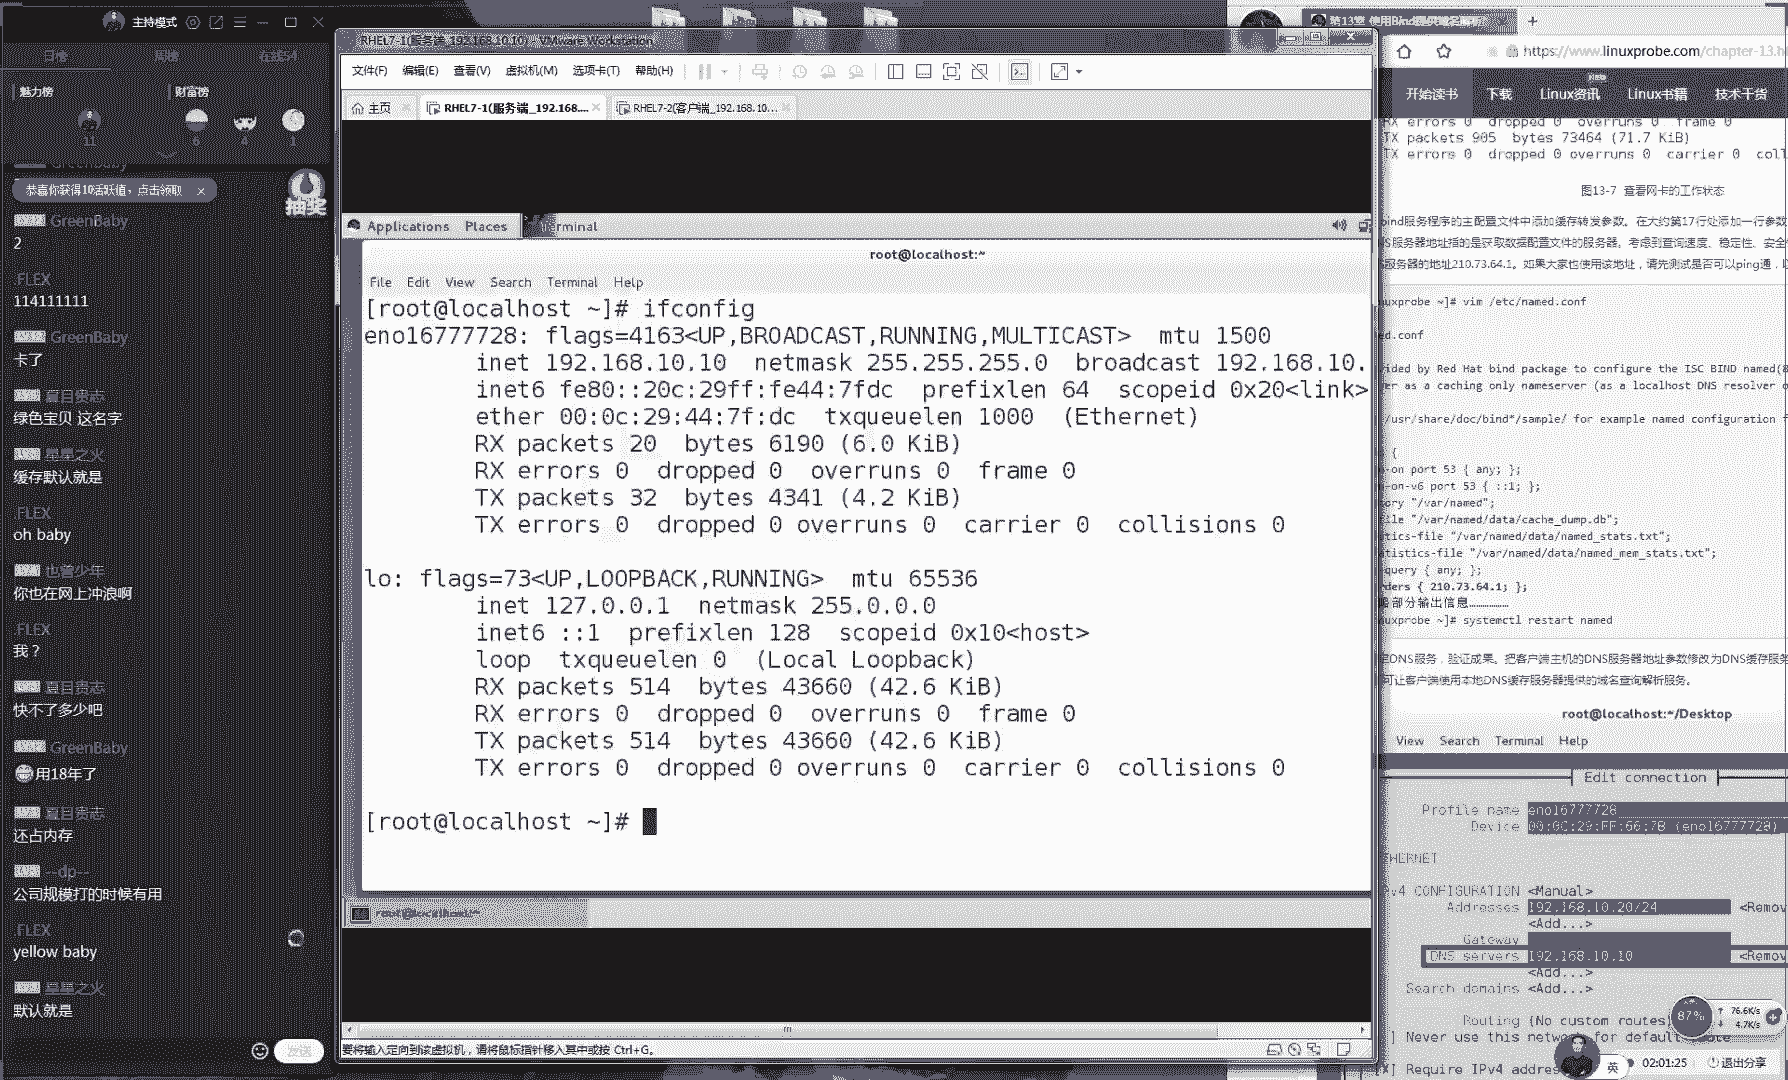 主持模式
日榜
周榜
在线54
魅力榜
财富榜
11
6
4
1
恭喜你获得10活跃值，点击领取 ×
抽奖
GreenBaby
2
.FLEX
114111111
GreenBaby
卡了
夏目贵志
绿色宝贝 这名字
星星之火
缓存默认就是
.FLEX
oh baby
也曾少年
你也在网上冲浪啊
.FLEX
我？
夏目贵志
快不了多少吧
GreenBaby
用18年了
夏目贵志
还占内存
--dp--
公司规模打的时候有用
.FLEX
yellow baby
星星之火
默认就是
发送
RHEL7-1(服务端_192.168.10.10) - VMware Workstation
文件(F) 编辑(E) 查看(V) 虚拟机(M) 选项卡(T) 帮助(H)
主页
RHEL7-1(服务端_192.168....
RHEL7-2(客户端_192.168.10...
Applications Places Terminal
root@localhost:~
File Edit View Search Terminal Help
[root@localhost ~]# ifconfig
eno16777728: flags=4163<UP,BROADCAST,RUNNING,MULTICAST>  mtu 1500
inet 192.168.10.10  netmask 255.255.255.0  broadcast 192.168.10.
inet6 fe80::20c:29ff:fe44:7fdc  prefixlen 64  scopeid 0x20<link>
ether 00:0c:29:44:7f:dc  txqueuelen 1000  (Ethernet)
RX packets 20  bytes 6190 (6.0 KiB)
RX errors 0  dropped 0  overruns 0  frame 0
TX packets 32  bytes 4341 (4.2 KiB)
TX errors 0  dropped 0 overruns 0  carrier 0  collisions 0
lo: flags=73<UP,LOOPBACK,RUNNING>  mtu 65536
inet 127.0.0.1  netmask 255.0.0.0
inet6 ::1  prefixlen 128  scopeid 0x10<host>
loop  txqueuelen 0  (Local Loopback)
RX packets 514  bytes 43660 (42.6 KiB)
RX errors 0  dropped 0  overruns 0  frame 0
TX packets 514  bytes 43660 (42.6 KiB)
TX errors 0  dropped 0 overruns 0  carrier 0  collisions 0
[root@localhost ~]#
root@localhost:~
要将输入定向到该虚拟机，请将鼠标指针移入其中或按 Ctrl+G。
第13章 使用Bind提供域名解析
https://www.linuxprobe.com/chapter-13.h
开始读书 下载 Linux资讯 Linux书籍 技术干货
RX errors 0  dropped 0  overruns 0  frame 0
TX packets 905  bytes 73464 (71.7 KiB)
TX errors 0  dropped 0 overruns 0  carrier 0  coll
图13-7 查看网卡的工作状态
bind服务程序的主配置文件中添加缓存转发参数。在大约第17行处添加一行参数
服务器地址指的是获取数据配置文件的服务器。考虑到查询速度、稳定性、安全
服务器的地址210.73.64.1。如果大家也使用该地址，请先测试是否可以ping通，
uxprobe ~]# vim /etc/named.conf
ed.conf
vided by Red Hat bind package to configure the ISC BIND named(8
er as a caching only nameserver (as a localhost DNS resolver o
/usr/share/doc/bind*/sample/ for example named configuration f
{
n-on port 53 { any; };
n-on-v6 port 53 { ::1; };
ory "/var/named";
file "/var/named/data/cache_dump.db";
tics-file "/var/named/data/named_stats.txt";
atistics-file "/var/named/data/named_mem_stats.txt";
query { any; };
rders { 210.73.64.1; };
部分输出信息………………
uxprobe ~]# systemctl restart named
DNS服务，验证成果。把客户端主机的DNS服务器地址参数修改为DNS缓存服务
可让客户端使用本地DNS缓存服务器提供的域名查询解析服务。
root@localhost:~/Desktop
View Search Terminal Help
Edit connection
Profile name eno16777728
Device 00:0C:29:FF:66:7B (eno16777728)
HERNET
v4 CONFIGURATION <Manual>
Addresses 192.168.10.20/24 <Remov
<Add...>
Gateway
DNS servers 192.168.10.10 <Remov
<Add...>
Search domains <Add...>
Routing (No custom routes)
] Never use this network for default
] Require IPv4 addre
87%
76.6K/s
4.7K/s
英
02:01:25
退出分享